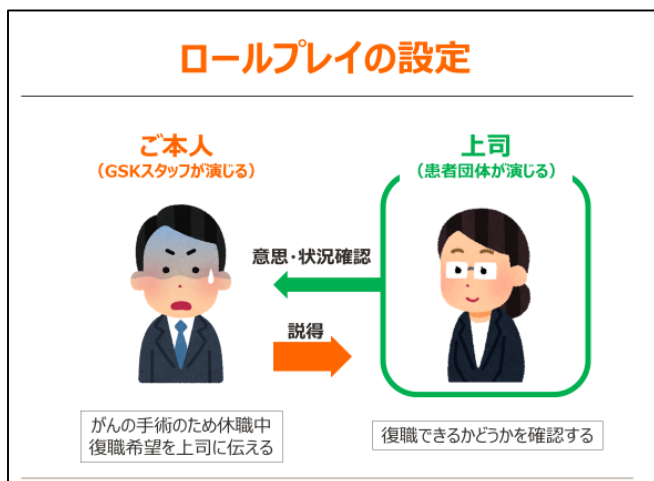 ロールプレイの設定
ご本人
(GSKスタッフが演じる)
上司
(患者団体が演じる)
意思・状況確認
説得
がんの手術のため休職中
復職希望を上司に伝える
復職できるかどうかを確認する